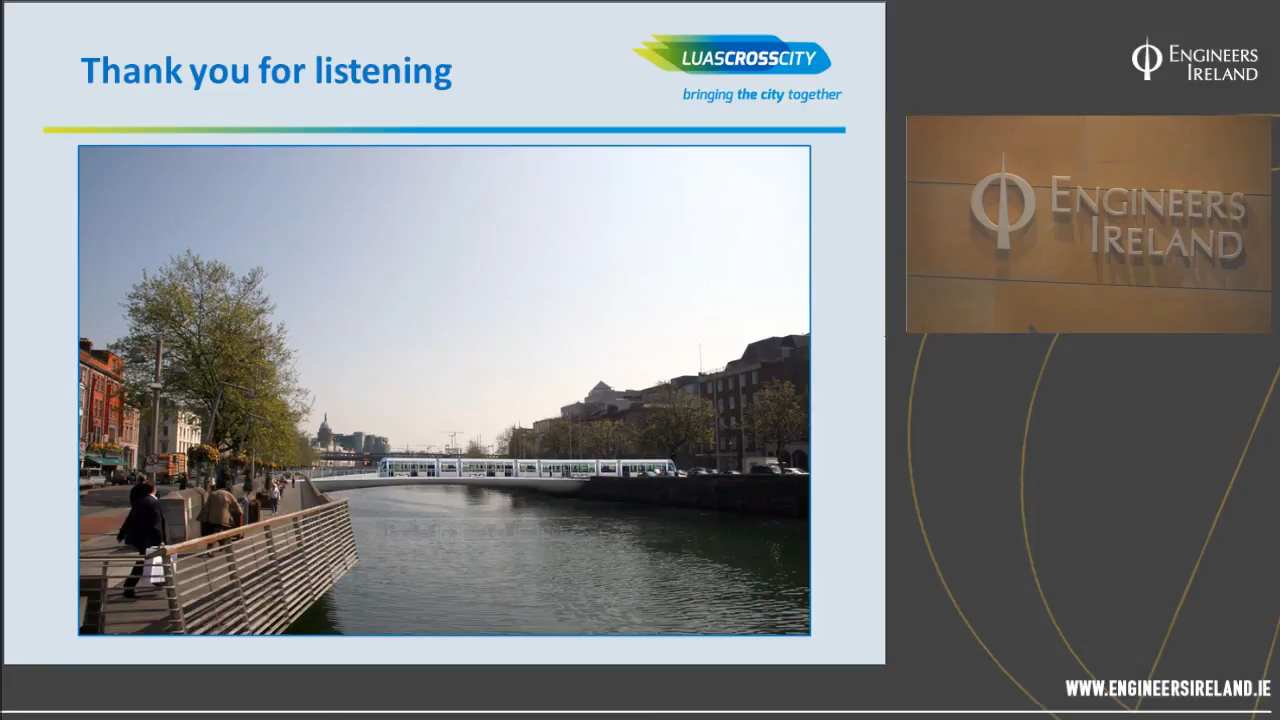 Thank you for listening
LUASCROSSCITY
bringing the city together
ENGINEERS
IRELAND
ENGINEERS
IRELAND
WWW.ENGINEERSIRELAND.IE